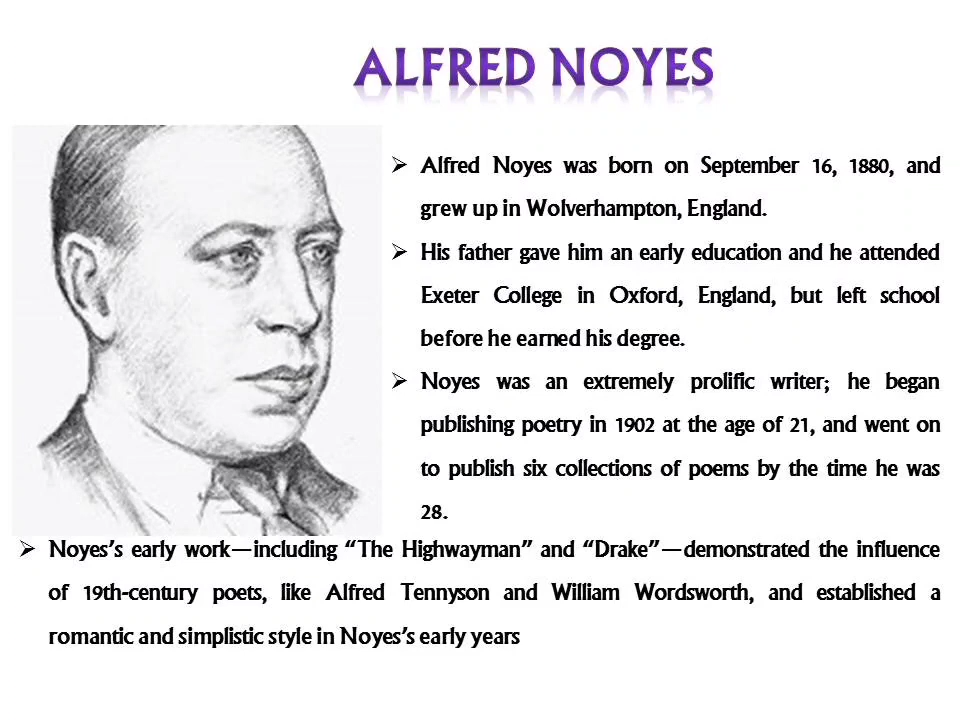 ALFRED NOYES
➢ Alfred Noyes was born on September 16, 1880, and
grew up in Wolverhampton, England.
➢ His father gave him an early education and he attended
Exeter College in Oxford, England, but left school
before he earned his degree.
➢ Noyes was an extremely prolific writer; he began
publishing poetry in 1902 at the age of 21, and went on
to publish six collections of poems by the time he was
28.
➢ Noyes’s early work—including “The Highwayman” and “Drake”—demonstrated the influence
of 19th-century poets, like Alfred Tennyson and William Wordsworth, and established a
romantic and simplistic style in Noyes’s early years